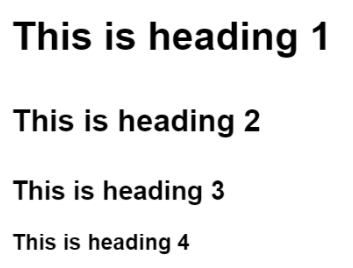 This is heading 1
This is heading 2
This is heading 3
This is heading 4